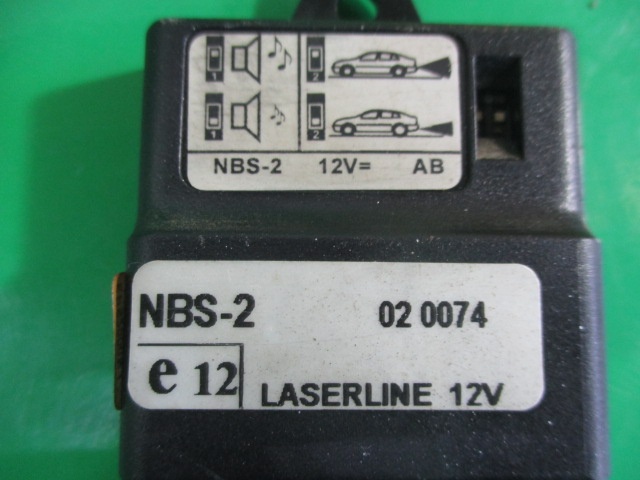 1 2
1 2
NBS-2 12V= AB
NBS-2 02 0074
e 12 LASERLINE 12V